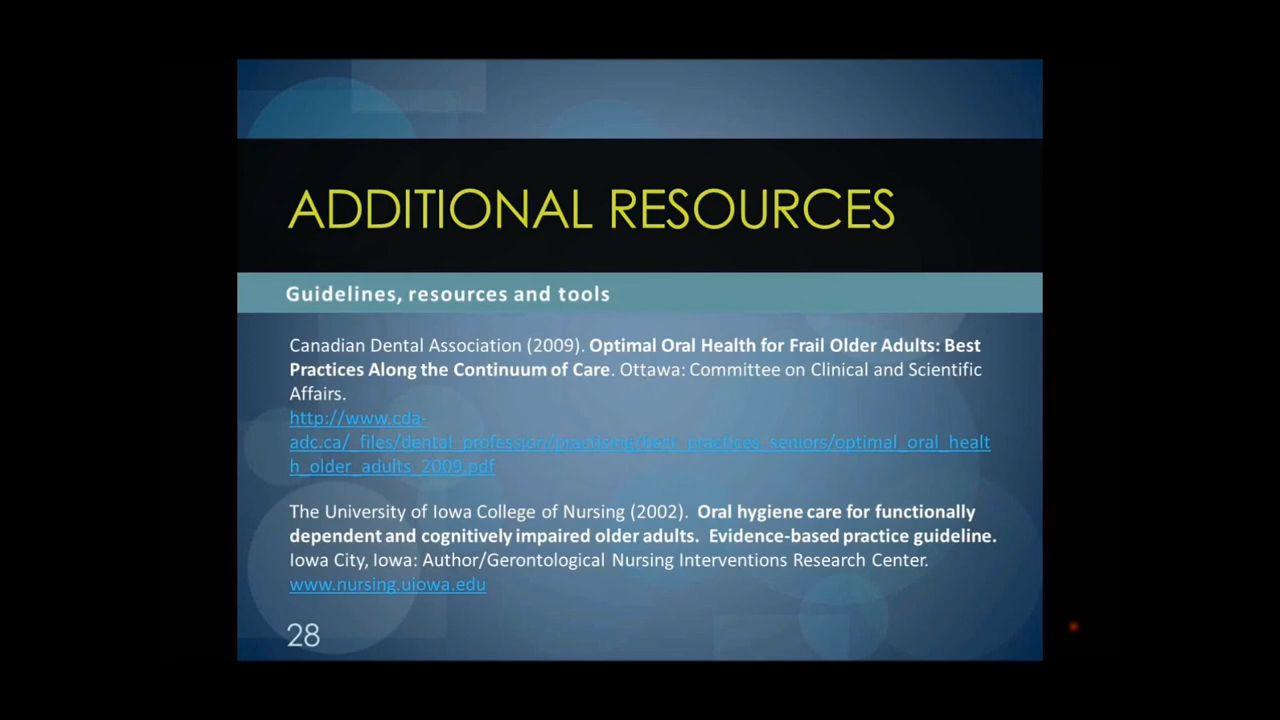 ADDITIONAL RESOURCES
Guidelines, resources and tools
Canadian Dental Association (2009). Optimal Oral Health for Frail Older Adults: Best
Practices Along the Continuum of Care. Ottawa: Committee on Clinical and Scientific
Affairs.
http://www.cda-
adc.ca/_files/dental_profession/practising/best_practices_seniors/optimal_oral_healt
h_older_adults_2009.pdf
The University of Iowa College of Nursing (2002). Oral hygiene care for functionally
dependent and cognitively impaired older adults. Evidence-based practice guideline.
Iowa City, Iowa: Author/Gerontological Nursing Interventions Research Center.
www.nursing.uiowa.edu
28